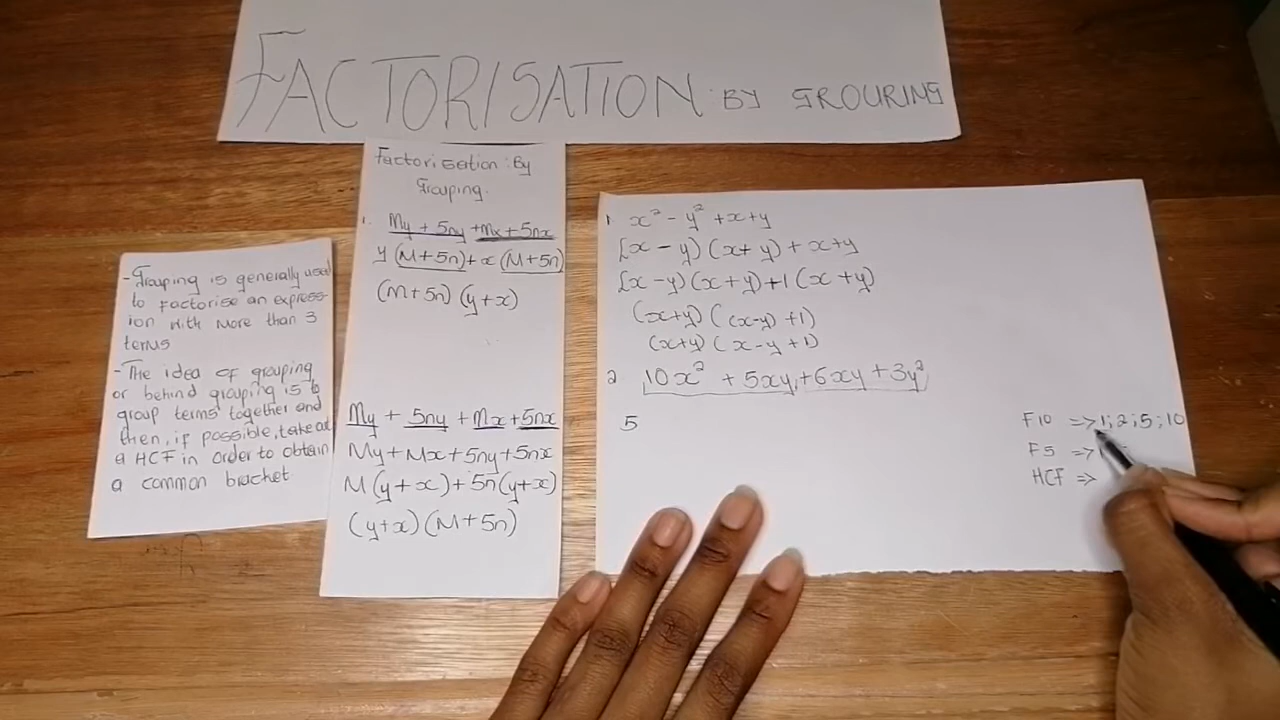 FACTORISATION : BY GROUPING
-Grouping is generally used
to factorise an express-
ion with more than 3
terms
-The idea of grouping
or behind grouping is to
group terms together and
then, if possible, take out
a HCF in order to obtain
a common bracket
Factorisation : By
Grouping.
1. My + 5ny + Mx + 5nx
y (M+5n) + x (M+5n)
(M+5n) (y+x)
My + 5ny + Mx + 5nx
My + Mx + 5ny + 5nx
M(y+x) + 5n(y+x)
(y+x) (M+5n)
1 x² - y² + x + y
(x - y) (x + y) + x + y
(x - y) (x + y) + 1 (x + y)
(x+y) ((x-y) + 1)
(x+y) (x - y + 1)
2 10x² + 5xy + 6xy + 3y²
5
F10 => 1; 2; 5; 10
F5 => 1
HCF =>